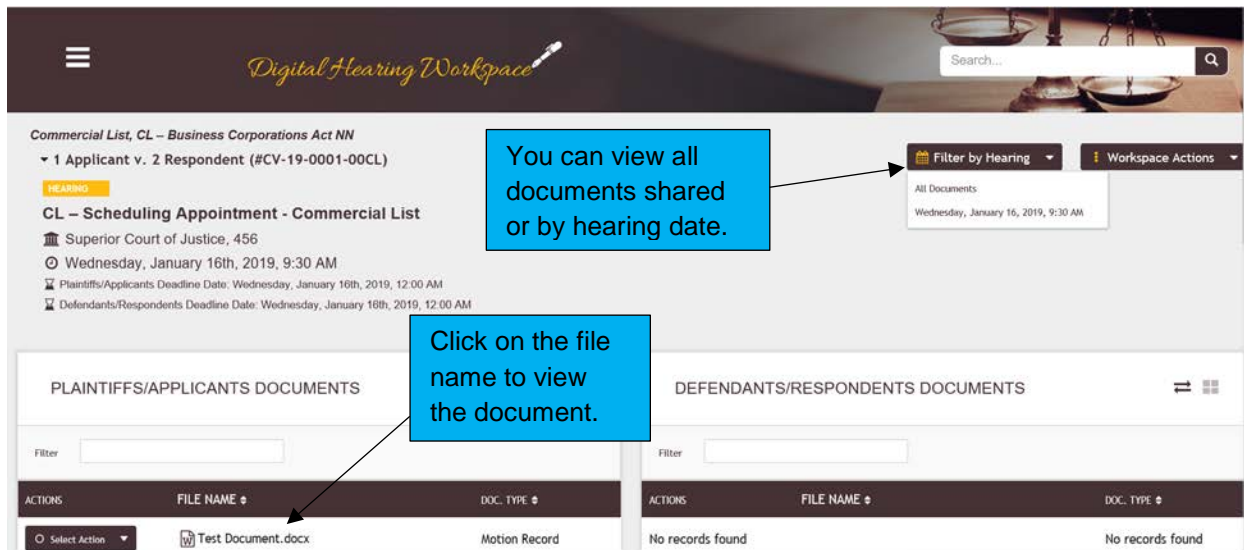 Digital Hearing Workspace
Search...
Commercial List, CL – Business Corporations Act NN
1 Applicant v. 2 Respondent (#CV-19-0001-00CL)
HEARING
CL – Scheduling Appointment - Commercial List
Superior Court of Justice, 456
Wednesday, January 16th, 2019, 9:30 AM
Plaintiffs/Applicants Deadline Date: Wednesday, January 16th, 2019, 12:00 AM
Defendants/Respondents Deadline Date: Wednesday, January 16th, 2019, 12:00 AM
You can view all
documents shared
or by hearing date.
Filter by Hearing
Workspace Actions
All Documents
Wednesday, January 16, 2019, 9:30 AM
Click on the file
name to view
the document.
PLAINTIFFS/APPLICANTS DOCUMENTS
Filter
ACTIONS FILE NAME DOC. TYPE
Select Action Test Document.docx Motion Record
DEFENDANTS/RESPONDENTS DOCUMENTS
Filter
ACTIONS FILE NAME DOC. TYPE
No records found No records found